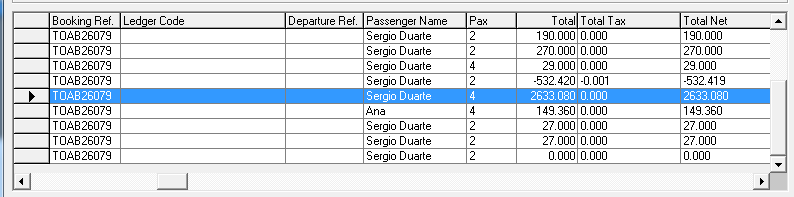 Booking Ref. Ledger Code Departure Ref. Passenger Name Pax Total Total Tax Total Net
TOAB26079 Sergio Duarte 2 190.000 0.000 190.000
TOAB26079 Sergio Duarte 2 270.000 0.000 270.000
TOAB26079 Sergio Duarte 4 29.000 0.000 29.000
TOAB26079 Sergio Duarte 2 -532.420 -0.001 -532.419
TOAB26079 Sergio Duarte 4 2633.080 0.000 2633.080
TOAB26079 Ana 4 149.360 0.000 149.360
TOAB26079 Sergio Duarte 2 27.000 0.000 27.000
TOAB26079 Sergio Duarte 2 27.000 0.000 27.000
TOAB26079 Sergio Duarte 2 0.000 0.000 0.000